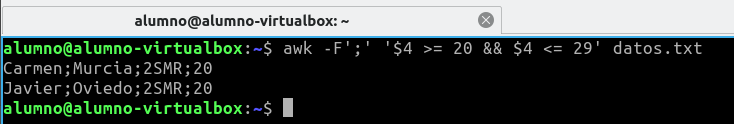 alumno@alumno-virtualbox: ~
alumno@alumno-virtualbox:~$ awk -F';' '$4 >= 20 && $4 <= 29' datos.txt
Carmen;Murcia;2SMR;20
Javier;Oviedo;2SMR;20
alumno@alumno-virtualbox:~$